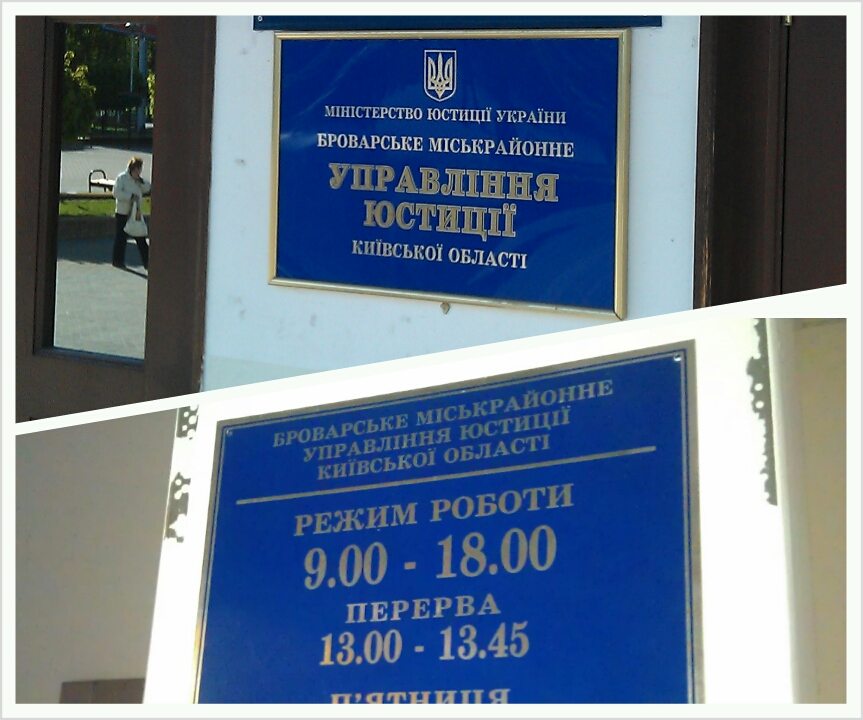 МІНІСТЕРСТВО ЮСТИЦІЇ УКРАЇНИ
БРОВАРСЬКЕ МІСЬКРАЙОННЕ
УПРАВЛІННЯ
ЮСТИЦІЇ
КИЇВСЬКОЇ ОБЛАСТІ
БРОВАРСЬКЕ МІСЬКРАЙОННЕ
УПРАВЛІННЯ ЮСТИЦІЇ
КИЇВСЬКОЇ ОБЛАСТІ
РЕЖИМ РОБОТИ
9.00 - 18.00
ПЕРЕРВА
13.00 - 13.45
П'ЯТНИЦЯ